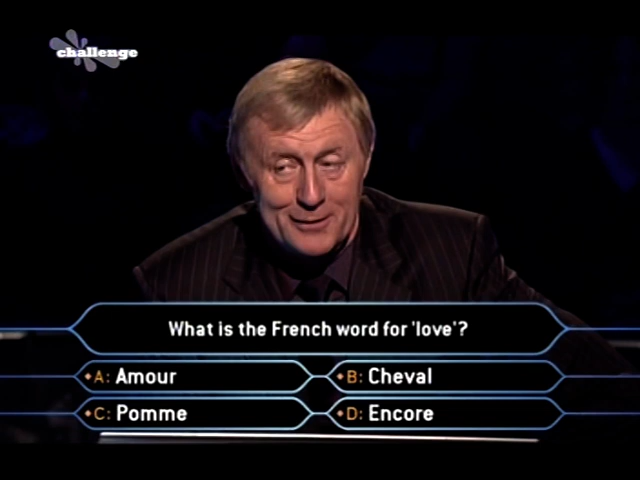 challenge
What is the French word for 'love'?
A: Amour
B: Cheval
C: Pomme
D: Encore